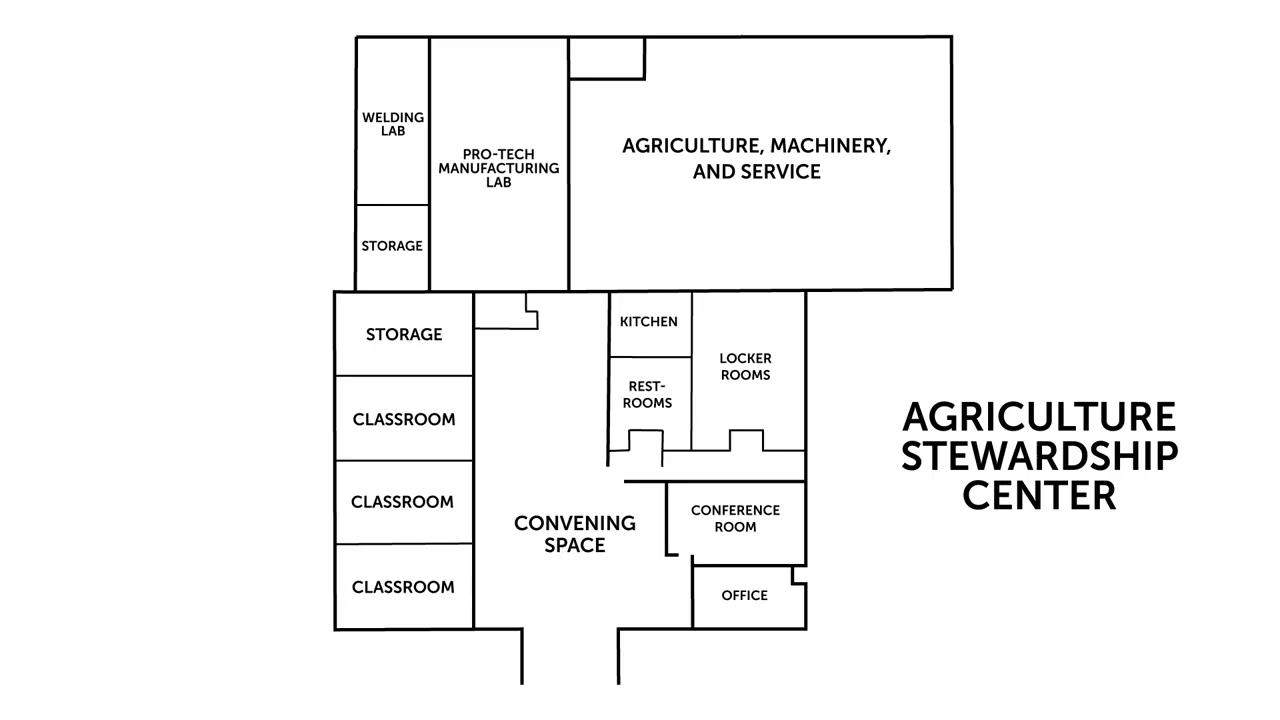 WELDING
LAB
PRO-TECH
MANUFACTURING
LAB
AGRICULTURE, MACHINERY,
AND SERVICE
STORAGE
STORAGE
KITCHEN
LOCKER
ROOMS
REST-
ROOMS
CLASSROOM
CLASSROOM
CONVENING
SPACE
CONFERENCE
ROOM
CLASSROOM
OFFICE
AGRICULTURE
STEWARDSHIP
CENTER